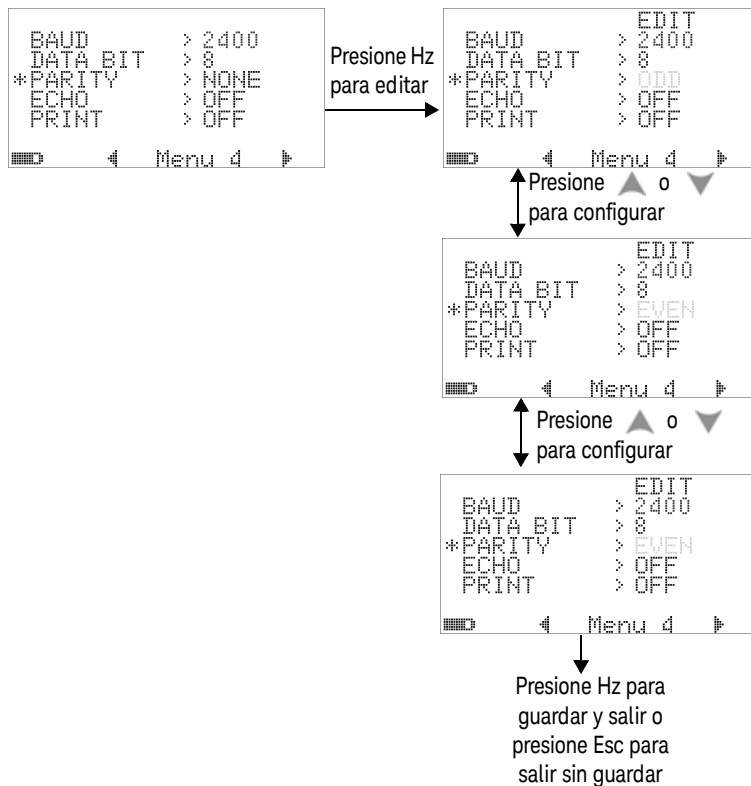 BAUD > 2400
DATA BIT > 8
*PARITY > NONE
ECHO > OFF
PRINT > OFF
Menu 4
Presione Hz
para editar
EDIT
BAUD > 2400
DATA BIT > 8
*PARITY > ODD
ECHO > OFF
PRINT > OFF
Menu 4
Presione o
para configurar
EDIT
BAUD > 2400
DATA BIT > 8
*PARITY > EVEN
ECHO > OFF
PRINT > OFF
Menu 4
Presione o
para configurar
EDIT
BAUD > 2400
DATA BIT > 8
*PARITY > EVEN
ECHO > OFF
PRINT > OFF
Menu 4
Presione Hz para
guardar y salir o
presione Esc para
salir sin guardar